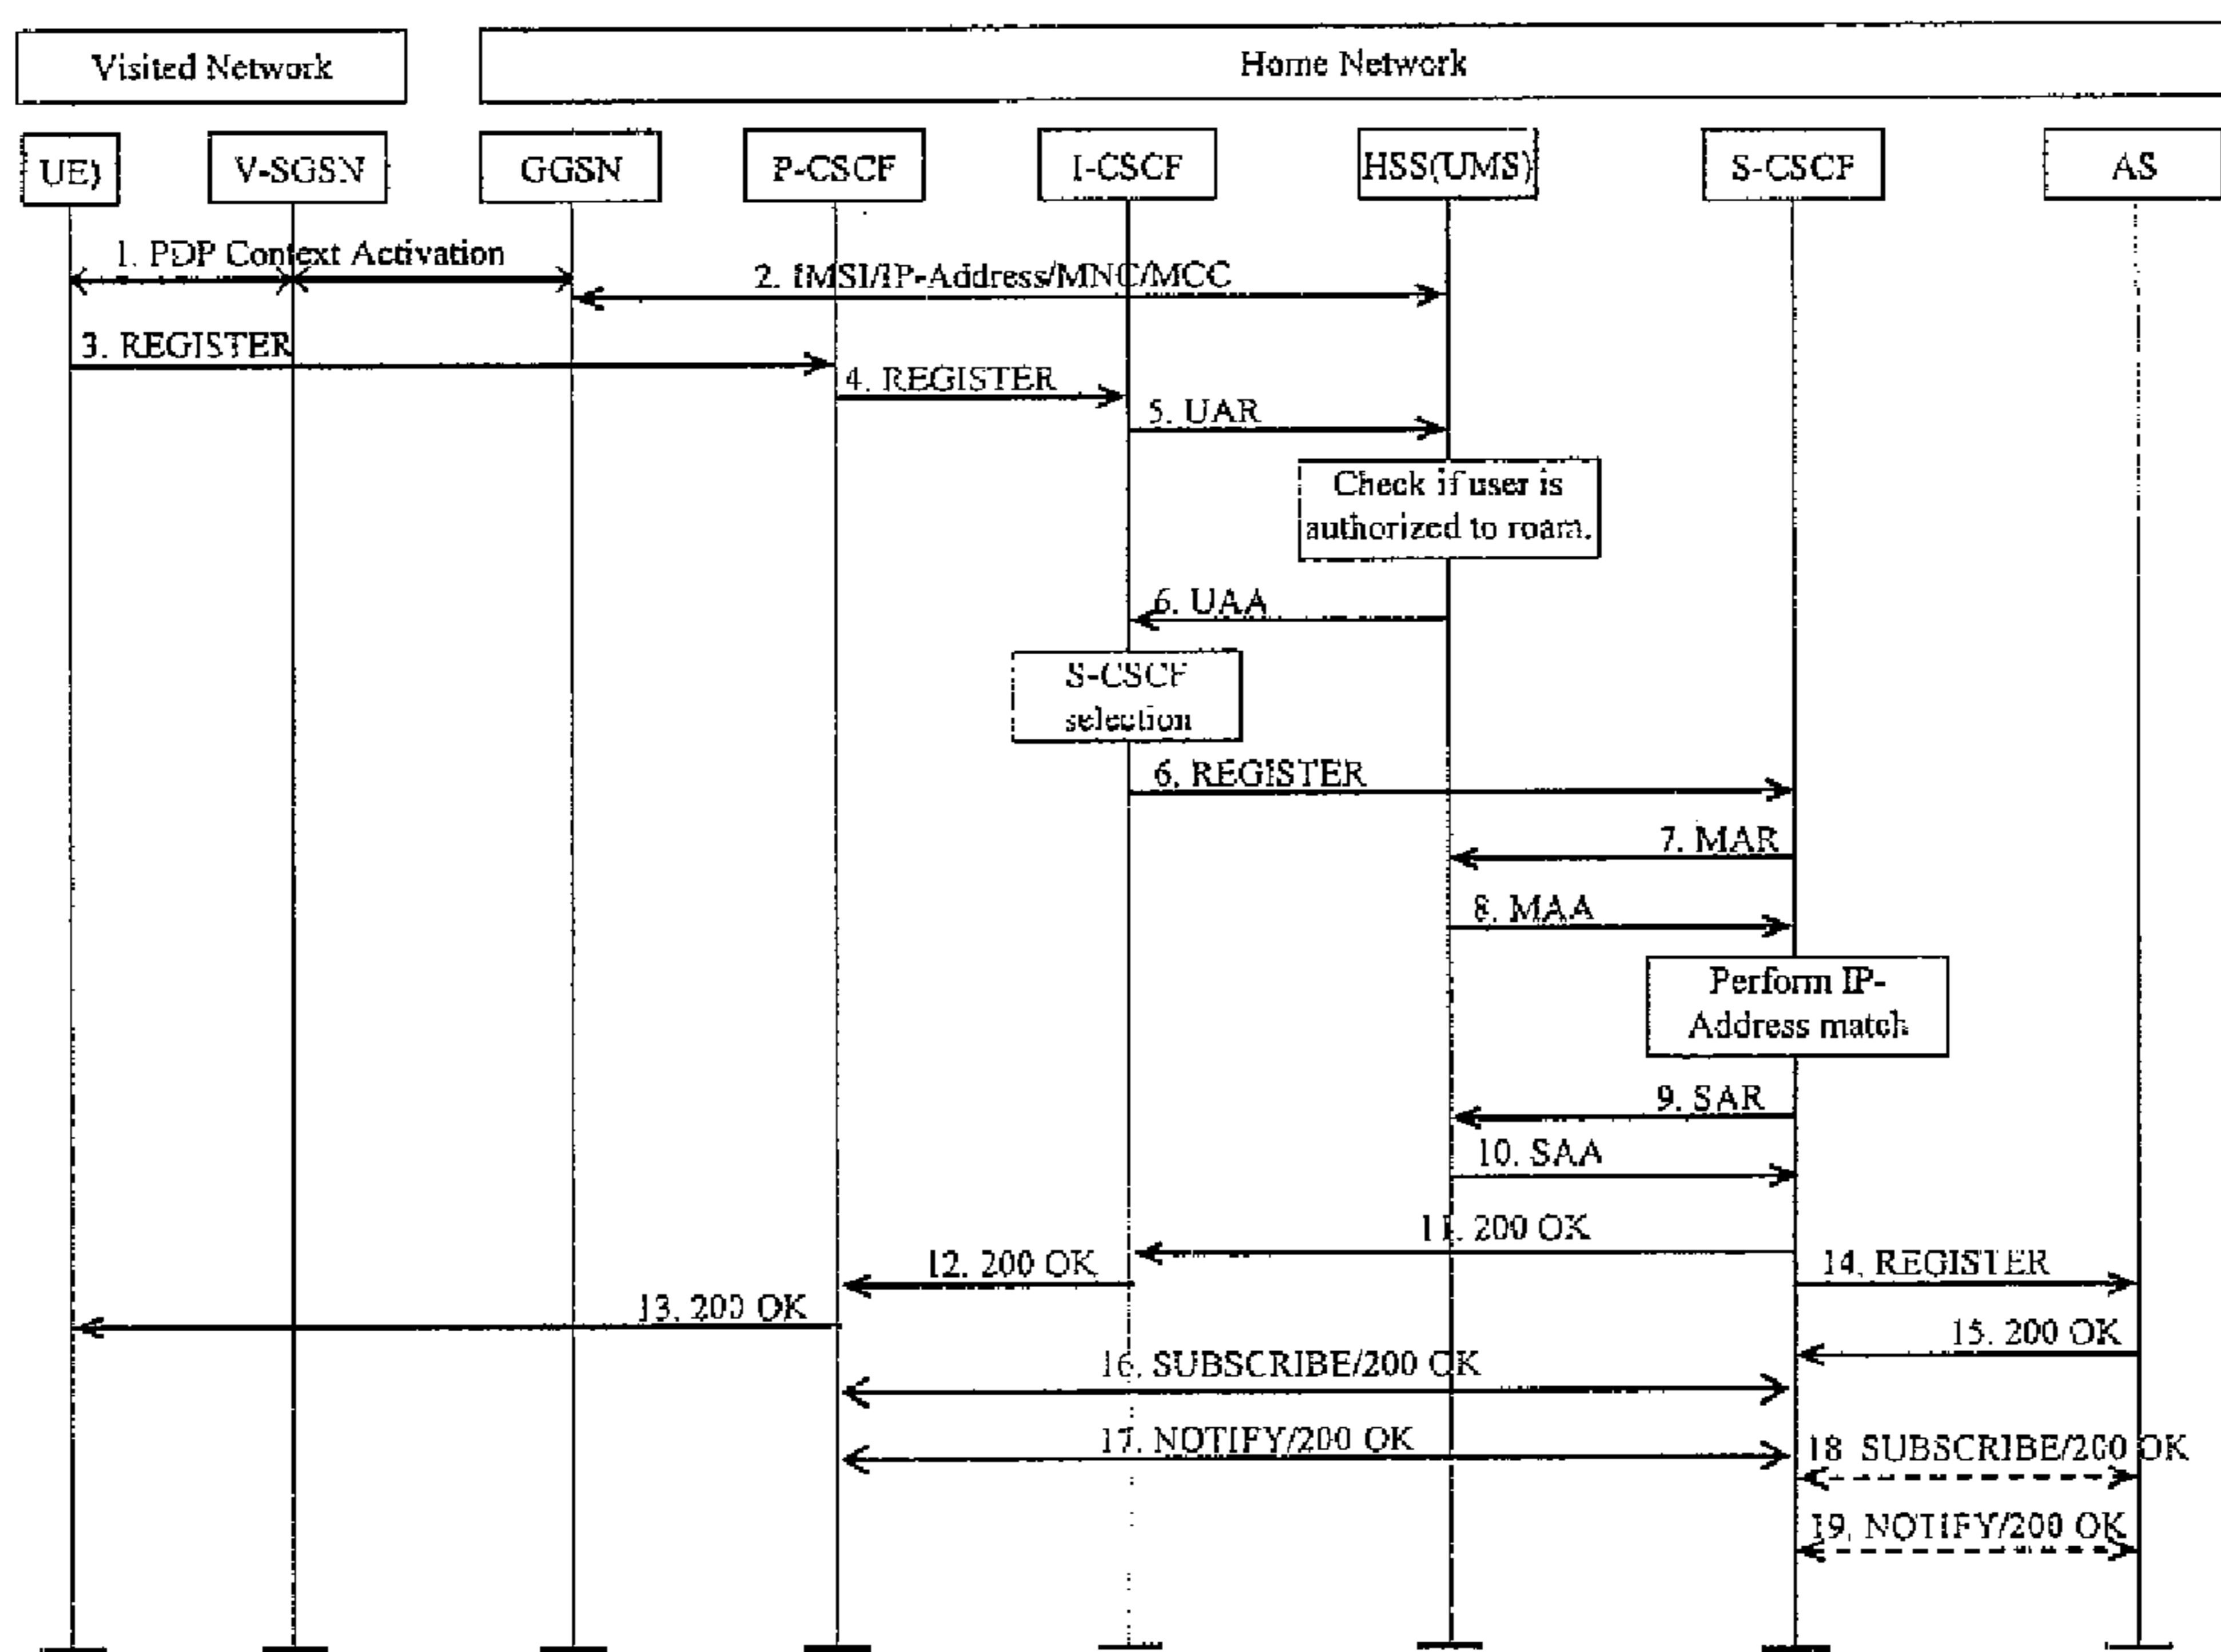 Visited Network
Home Network
UE)
V-SGSN
GGSN
P-CSCF
I-CSCF
HSS(UMS)
S-CSCF
AS
1. PDP Context Activation
2. IMSI/IP-Address/MNC/MCC
3. REGISTER
4. REGISTER
5. UAR
Check if user is
authorized to roam.
6. UAA
S-CSCF
selection
6. REGISTER
7. MAR
8. MAA
Perform IP-
Address match
9. SAR
10. SAA
11. 200 OK
12. 200 OK
14. REGISTER
13. 200 OK
15. 200 OK
16. SUBSCRIBE/200 OK
17. NOTIFY/200 OK
18 SUBSCRIBE/200 OK
19. NOTIFY/200 OK